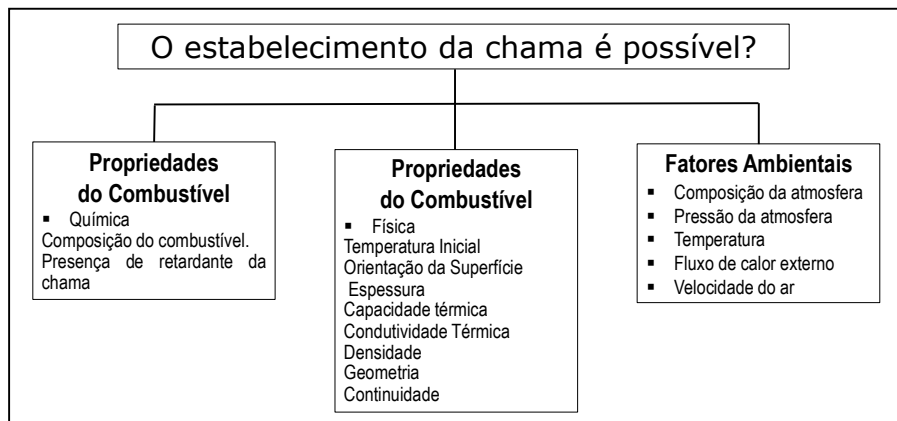 O estabelecimento da chama é possível?
Propriedades
do Combustível
▪ Química
Composição do combustível.
Presença de retardante da
chama
Propriedades
do Combustível
▪ Física
Temperatura Inicial
Orientação da Superfície
Espessura
Capacidade térmica
Condutividade Térmica
Densidade
Geometria
Continuidade
Fatores Ambientais
▪ Composição da atmosfera
▪ Pressão da atmosfera
▪ Temperatura
▪ Fluxo de calor externo
▪ Velocidade do ar